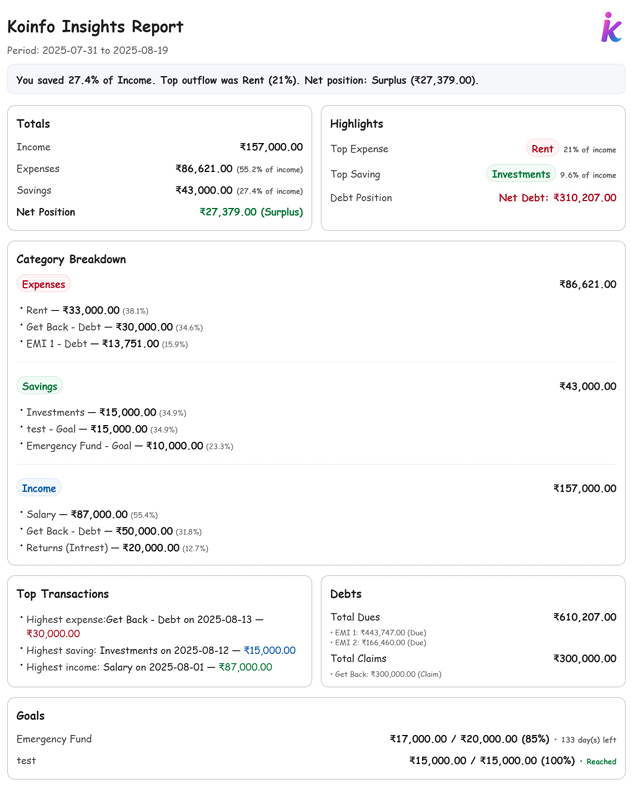 Koinfo Insights Report
Period: 2025-07-31 to 2025-08-19
You saved 27.4% of Income. Top outflow was Rent (21%). Net position: Surplus (₹27,379.00).
Totals
Income ₹157,000.00
Expenses ₹86,621.00 (55.2% of income)
Savings ₹43,000.00 (27.4% of income)
Net Position ₹27,379.00 (Surplus)
Highlights
Top Expense Rent 21% of income
Top Saving Investments 9.6% of income
Debt Position Net Debt: ₹310,207.00
Category Breakdown
Expenses ₹86,621.00
• Rent — ₹33,000.00 (38.1%)
• Get Back - Debt — ₹30,000.00 (34.6%)
• EMI 1 - Debt — ₹13,751.00 (15.9%)
Savings ₹43,000.00
• Investments — ₹15,000.00 (34.9%)
• test - Goal — ₹15,000.00 (34.9%)
• Emergency Fund - Goal — ₹10,000.00 (23.3%)
Income ₹157,000.00
• Salary — ₹87,000.00 (55.4%)
• Get Back - Debt — ₹50,000.00 (31.8%)
• Returns (Intrest) — ₹20,000.00 (12.7%)
Top Transactions
• Highest expense:Get Back - Debt on 2025-08-13 —
₹30,000.00
• Highest saving: Investments on 2025-08-12 — ₹15,000.00
• Highest income: Salary on 2025-08-01 — ₹87,000.00
Debts
Total Dues ₹610,207.00
• EMI 1: ₹443,747.00 (Due)
• EMI 2: ₹166,460.00 (Due)
Total Claims ₹300,000.00
• Get Back: ₹300,000.00 (Claim)
Goals
Emergency Fund ₹17,000.00 / ₹20,000.00 (85%) • 133 day(s) left
test ₹15,000.00 / ₹15,000.00 (100%) • Reached